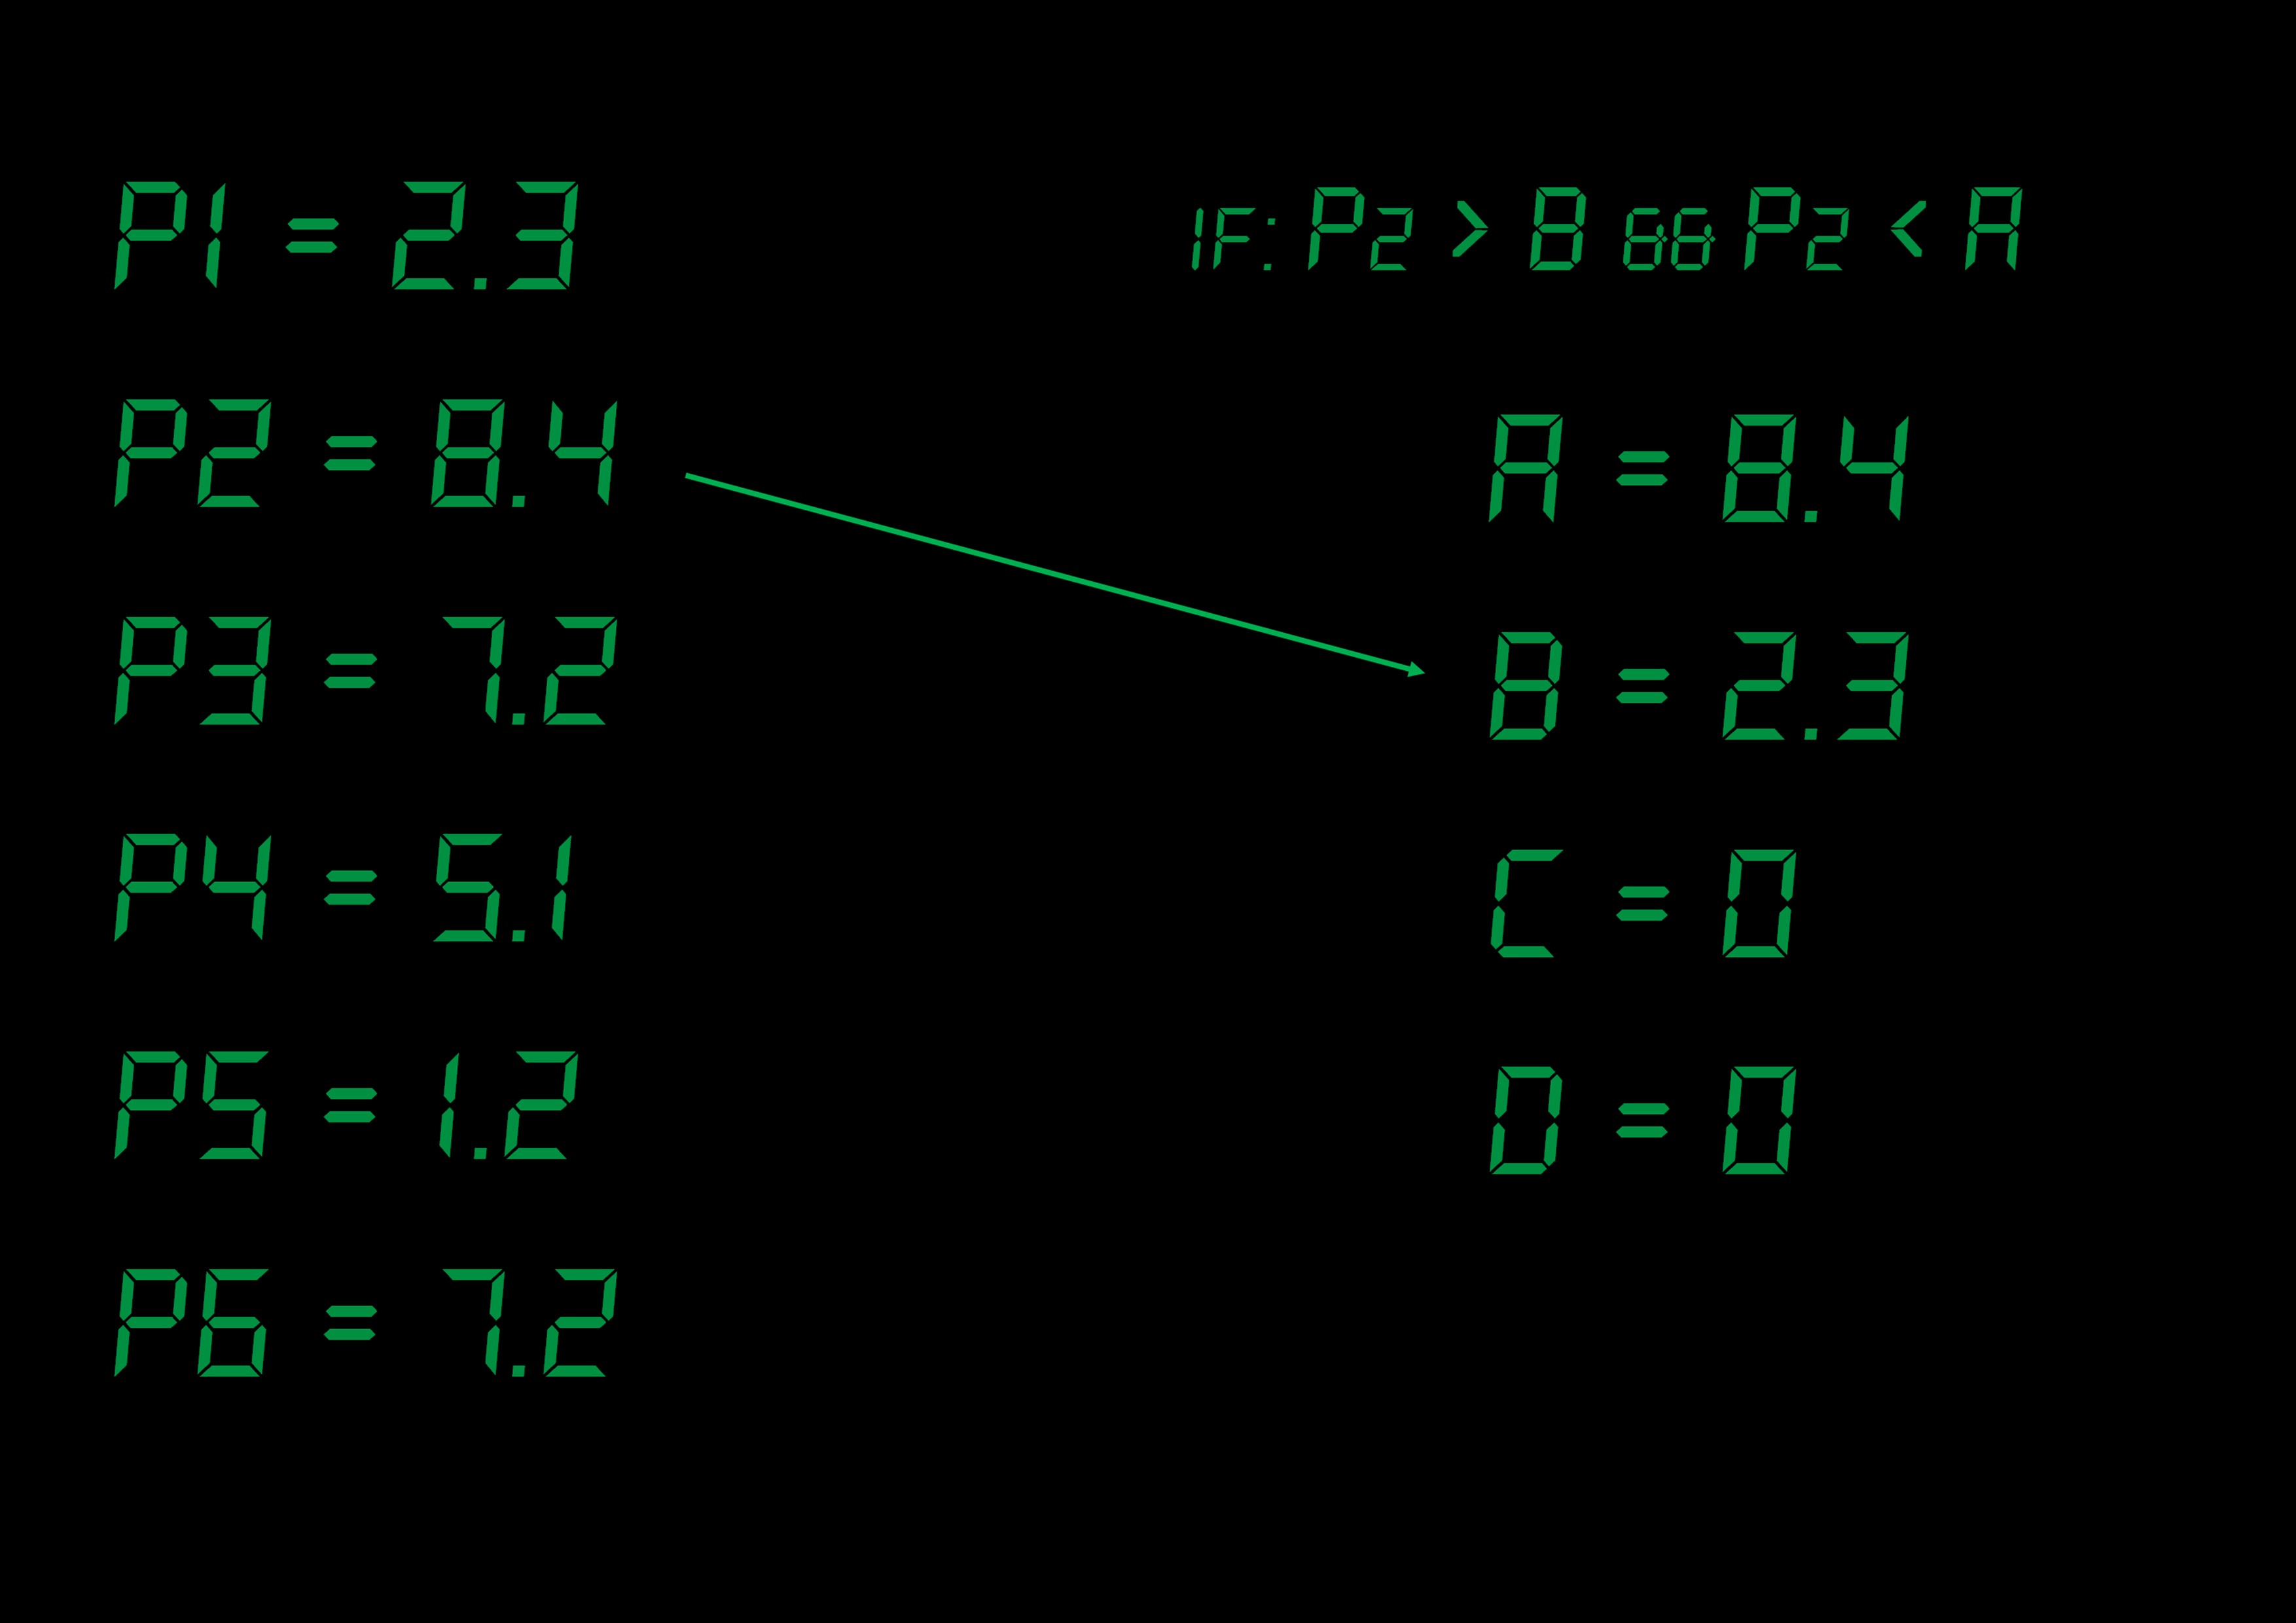 P1 = 2.3
IF: P2 > B && P2 < A
P2 = 8.4
A = 8.4
P3 = 7.2
B = 2.3
P4 = 5.1
C = 0
P5 = 1.2
D = 0
P6 = 7.2